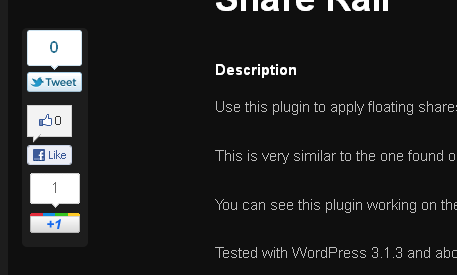 Share Rail
0
Tweet
0
Like
1
+1
Description
Use this plugin to apply floating share
This is very similar to the one found o
You can see this plugin working on the
Tested with WordPress 3.1.3 and abo